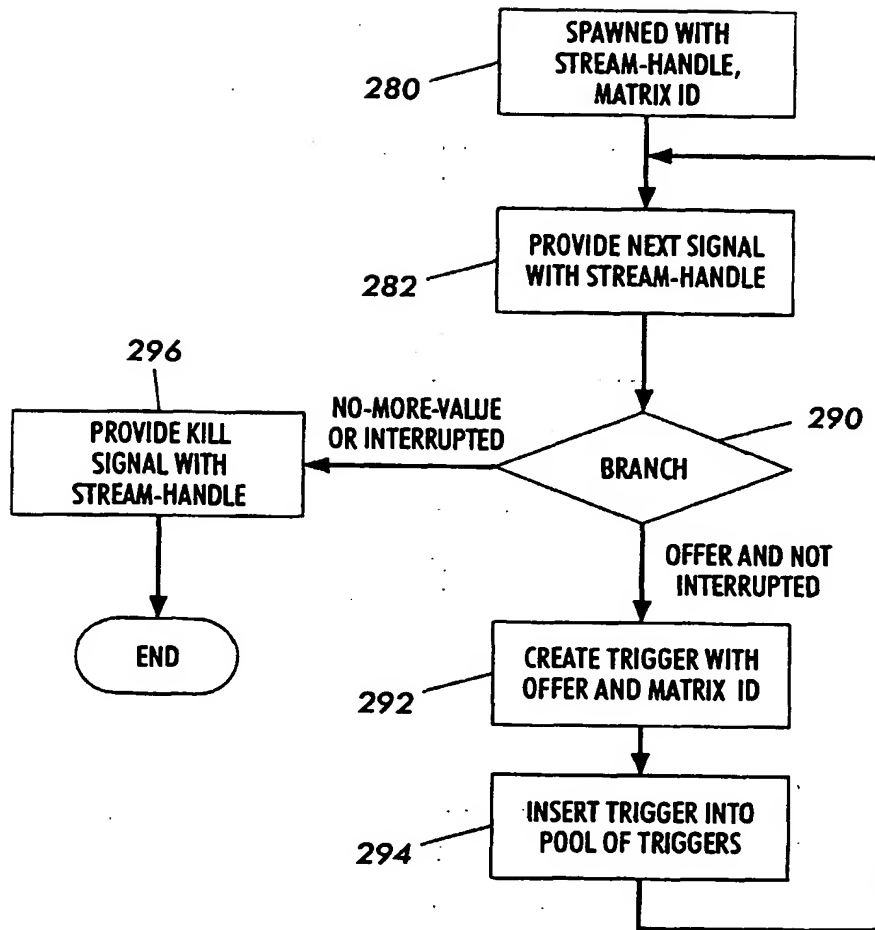 SPAWNED WITH
STREAM-HANDLE,
MATRIX ID
280
PROVIDE NEXT SIGNAL
WITH STREAM-HANDLE
282
296
PROVIDE KILL
SIGNAL WITH
STREAM-HANDLE
NO-MORE-VALUE
OR INTERRUPTED
BRANCH
290
OFFER AND NOT
INTERRUPTED
END
CREATE TRIGGER WITH
OFFER AND MATRIX ID
292
INSERT TRIGGER INTO
POOL OF TRIGGERS
294